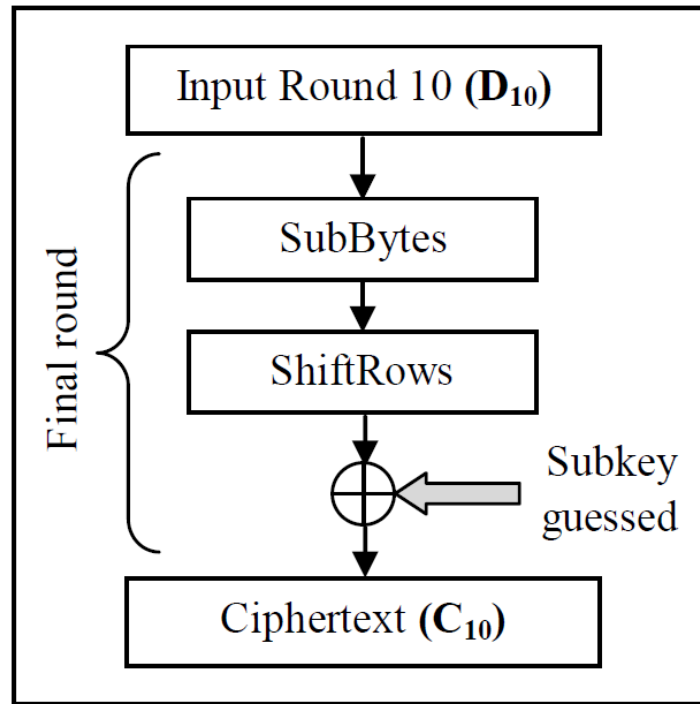 Input Round 10 (D₁₀)
SubBytes
ShiftRows
Final round
Subkey
guessed
Ciphertext (C₁₀)